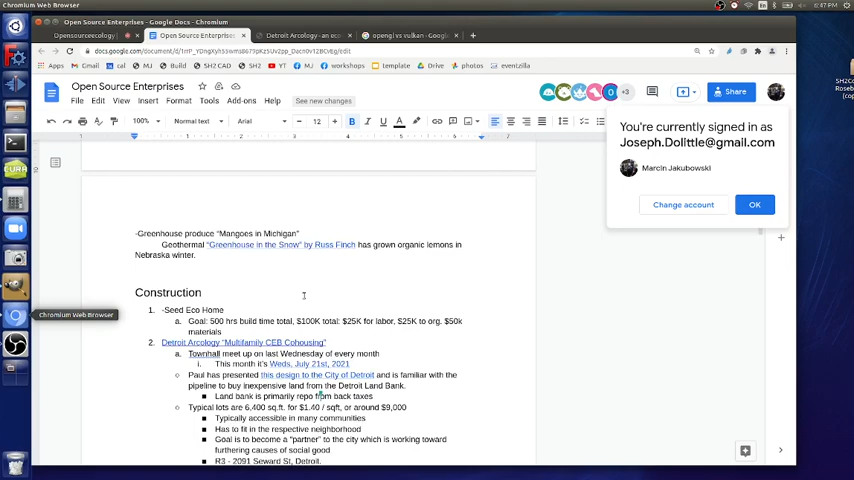 Chromium Web Browser
6:47 PM
Open Source Enterprises - Google Docs - Chromium
Opensourceecology
Open Source Enterprises
Detroit Arcology - an oc
opengl vs vulkan - Google
Apps
Gmail
cal
MJ
Build
CAD
SH2
YT
MJ
workshops
template
Drive
photos
eventzilla
Open Source Enterprises
File
Edit
View
Insert
Format
Tools
Add-ons
Help
See new changes
+3
Share
100%
Normal text
Arial
12
You're currently signed in as
Joseph.Dolittle@gmail.com
Marcin Jakubowski
Change account
OK
-Greenhouse produce "Mangoes in Michigan"
Geothermal "Greenhouse in the Snow" by Russ Finch has grown organic lemons in
Nebraska winter.
Construction
1. -Seed Eco Home
a. Goal: 500 hrs build time total, $100K total: $25K for labor, $25K to org. $50k
materials
2. Detroit Arcology "Multifamily CEB Cohousing"
a. Townhall meet up on last Wednesday of every month
i. This month it's Weds, July 21st, 2021
○ Paul has presented this design to the City of Detroit and is familiar with the
pipeline to buy inexpensive land from the Detroit Land Bank.
■ Land bank is primarily repo from back taxes
○ Typical lots are 6,400 sq.ft. for $1.40 / sqft, or around $9,000
■ Typically accessible in many communities
■ Has to fit in the respective neighborhood
■ Goal is to become a "partner" to the city which is working toward
furthering causes of social good
■ R3 - 2091 Seward St, Detroit.
Chromium Web Browser
CURA
SH2C
Roseb
(cop